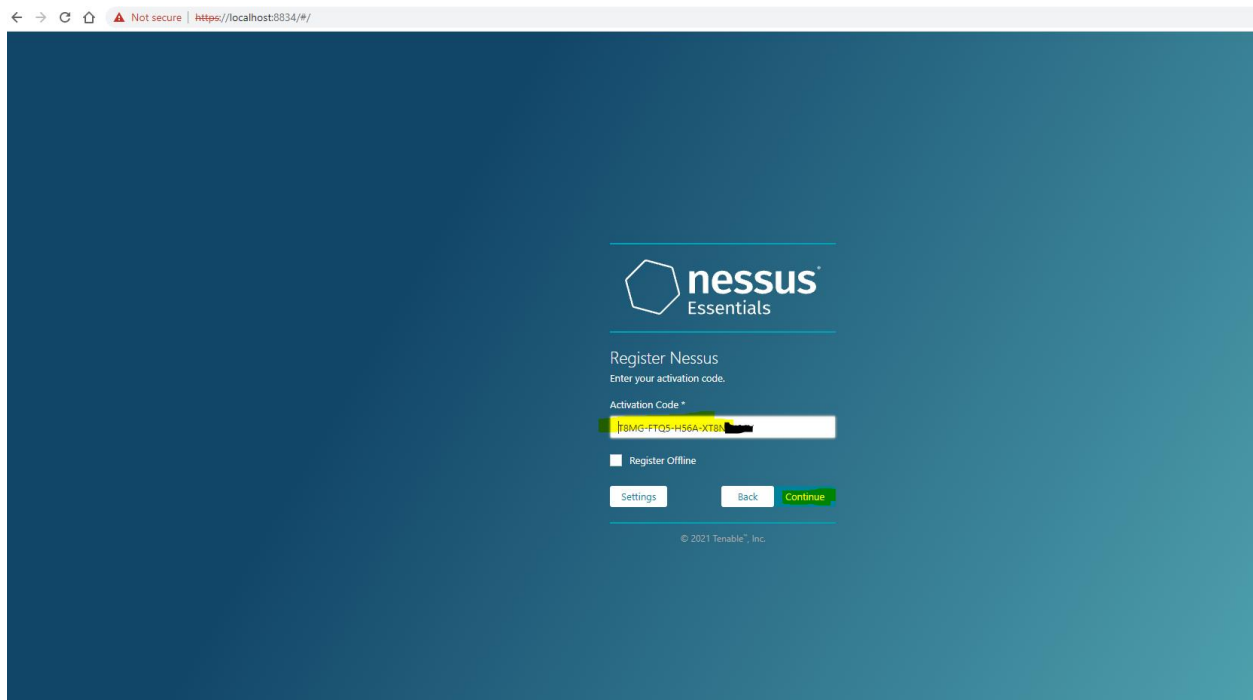 Not secure | https://localhost:8834/#/
nessus®
Essentials
Register Nessus
Enter your activation code.
Activation Code *
T8MG-FTQ5-H56A-XT8N
Register Offline
Settings Back Continue
© 2021 Tenable™, Inc.